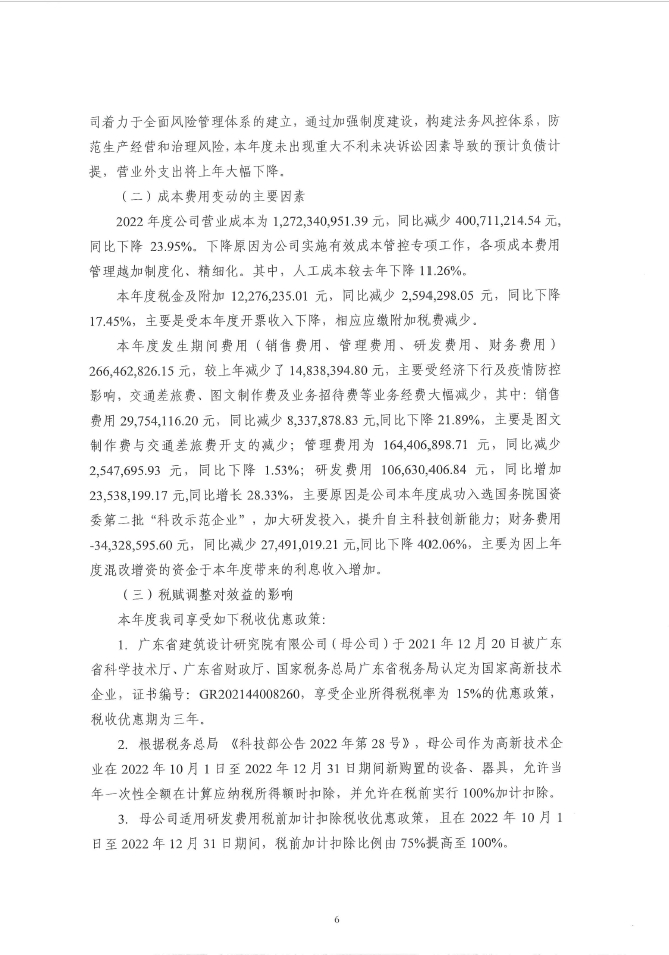 司着力于全面风险管理体系的建立，通过加强制度建设，构建法务风控体系，防
范生产经营和治理风险，本年度未出现重大不利未决诉讼因素导致的预计负债计
提，营业外支出将上年大幅下降。
（二）成本费用变动的主要因素
2022 年度公司营业成本为 1,272,340,951.39 元，同比减少 400,711,214.54 元，
同比下降 23.95%。下降原因为公司实施有效成本管控专项工作，各项成本费用
管理越加制度化、精细化。其中，人工成本较去年下降 11.26%。
本年度税金及附加 12,276,235.01 元，同比减少 2,594,298.05 元，同比下降
17.45%，主要是受本年度开票收入下降，相应应缴附加税费减少。
本年度发生期间费用（销售费用、管理费用、研发费用、财务费用）
266,462,826.15 元，较上年减少了 14,838,394.80 元，主要受经济下行及疫情防控
影响，交通差旅费、图文制作费及业务招待费等业务经费大幅减少，其中：销售
费用 29,754,116.20 元，同比减少 8,337,878.83 元,同比下降 21.89%，主要是图文
制作费与交通差旅费开支的减少；管理费用为 164,406,898.71 元，同比减少
2,547,695.93 元，同比下降 1.53%；研发费用 106,630,406.84 元，同比增加
23,538,199.17 元,同比增长 28.33%，主要原因是公司本年度成功入选国务院国资
委第二批“科改示范企业”，加大研发投入，提升自主科技创新能力；财务费用
-34,328,595.60 元，同比减少 27,491,019.21 元,同比下降 402.06%，主要为因上年
度混改增资的资金于本年度带来的利息收入增加。
（三）税赋调整对效益的影响
本年度我司享受如下税收优惠政策：
1. 广东省建筑设计研究院有限公司（母公司）于 2021 年 12 月 20 日被广东
省科学技术厅、广东省财政厅、国家税务总局广东省税务局认定为国家高新技术
企业，证书编号：GR202144008260，享受企业所得税税率为 15%的优惠政策，
税收优惠期为三年。
2. 根据税务总局 《科技部公告 2022 年第 28 号》，母公司作为高新技术企
业在 2022 年 10 月 1 日至 2022 年 12 月 31 日期间新购置的设备、器具，允许当
年一次性全额在计算应纳税所得额时扣除，并允许在税前实行 100%加计扣除。
3. 母公司适用研发费用税前加计扣除税收优惠政策，且在 2022 年 10 月 1
日至 2022 年 12 月 31 日期间，税前加计扣除比例由 75%提高至 100%。
6